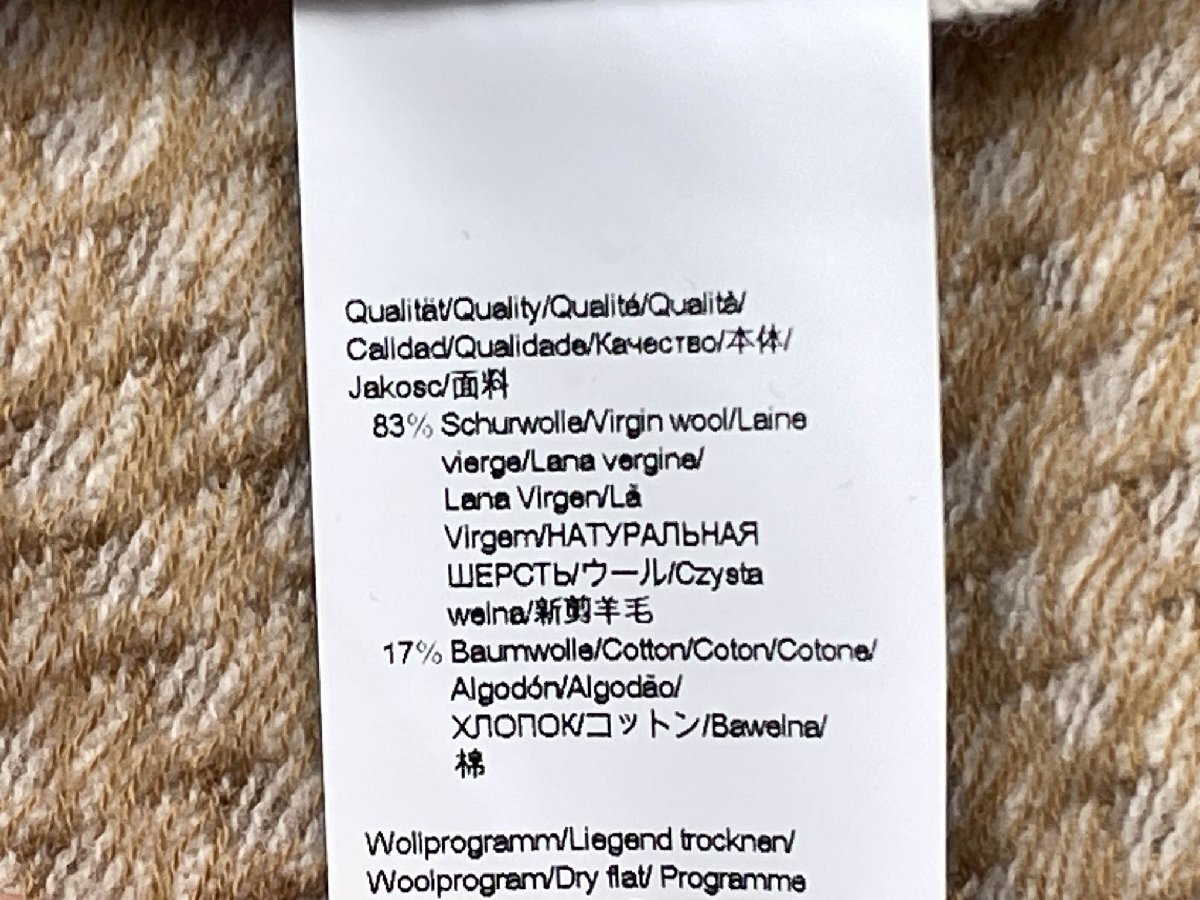 Qualität/Quality/Qualité/Qualità/
Calidad/Qualidade/Качество/本体/
Jakosc/面料
83% Schurwolle/Virgin wool/Laine
vierge/Lana vergine/
Lana Virgen/Lã
Virgem/НАТУРАЛЬНАЯ
ШЕРСТЬ/ウール/Czysta
welna/新剪羊毛
17% Baumwolle/Cotton/Coton/Cotone/
Algodón/Algodão/
ХЛОПОК/コットン/Bawelna/
棉
Wollprogramm/Liegend trocknen/
Woolprogram/Dry flat/ Programme